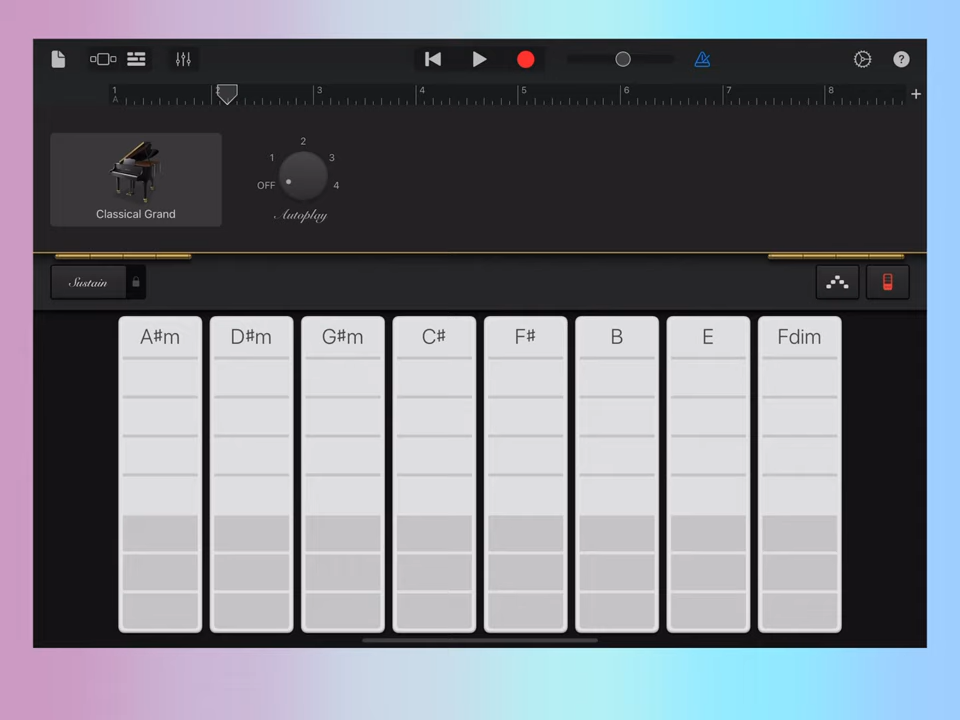 1 2 3 4 5 6 7 8 +
A
2
1 3
OFF 4
Classical Grand Autoplay
Sustain
A♯m D♯m G♯m C♯ F♯ B E Fdim
?